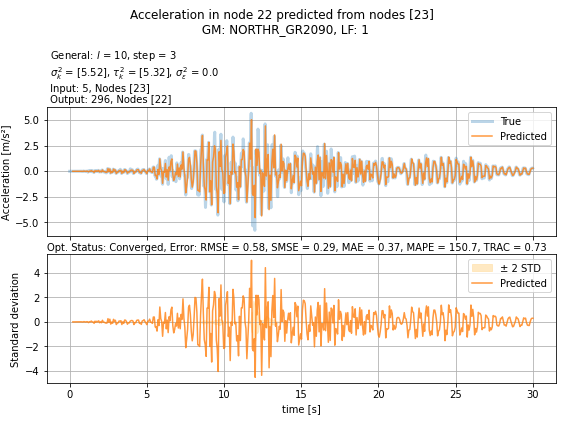 Acceleration in node 22 predicted from nodes [23]
GM: NORTHR_GR2090, LF: 1
General: l = 10, step = 3
σ²ₖ = [5.52], τ²ₖ = [5.32], σ²ε = 0.0
Input: 5, Nodes [23]
Output: 296, Nodes [22]
Acceleration [m/s²]
5.0
2.5
0.0
−2.5
−5.0
True
Predicted
Opt. Status: Converged, Error: RMSE = 0.58, SMSE = 0.29, MAE = 0.37, MAPE = 150.7, TRAC = 0.73
Standard deviation
4
2
0
−2
−4
± 2 STD
Predicted
0 5 10 15 20 25 30
time [s]